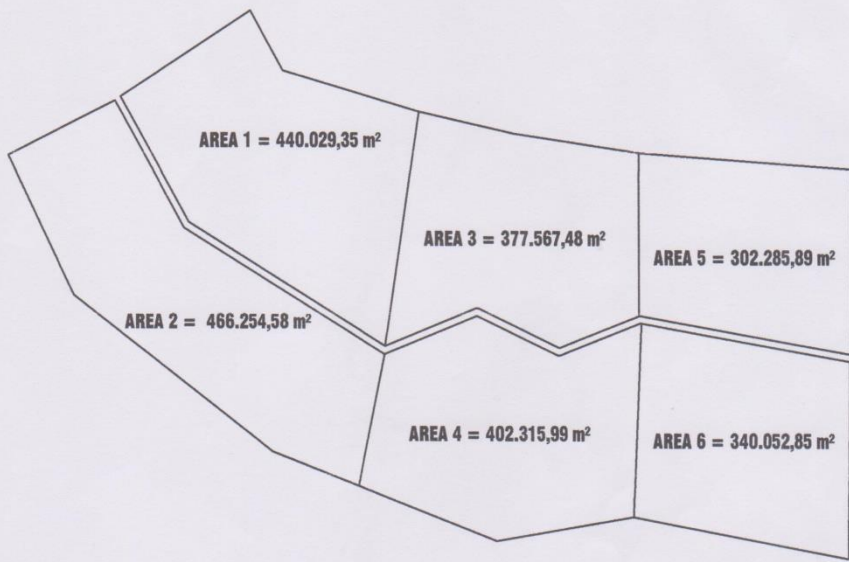 AREA 1 = 440.029,35 m²
AREA 3 = 377.567,48 m²
AREA 5 = 302.285,89 m²
AREA 2 = 466.254,58 m²
AREA 4 = 402.315,99 m²
AREA 6 = 340.052,85 m²